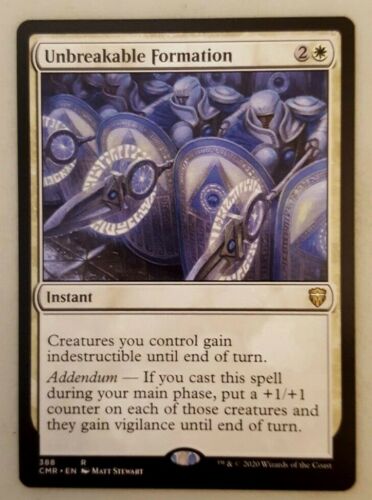 Unbreakable Formation 2
Instant
Creatures you control gain
indestructible until end of turn.
Addendum — If you cast this spell
during your main phase, put a +1/+1
counter on each of those creatures and
they gain vigilance until end of turn.
388 R
CMR • EN MATT STEWART ™ & © 2020 Wizards of the Coast